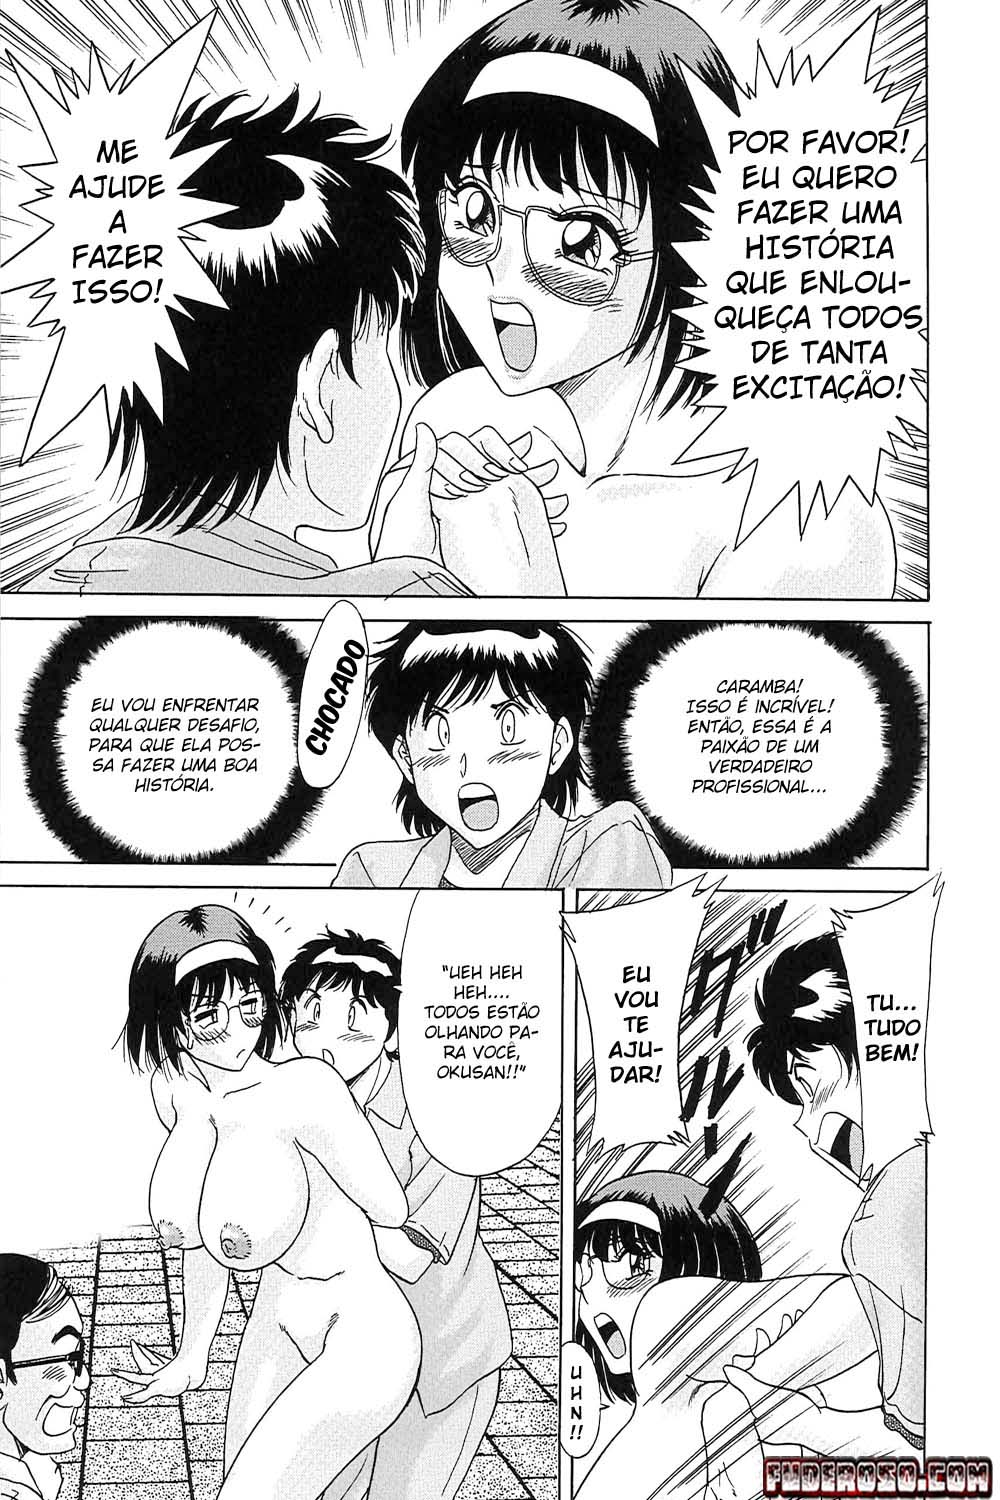 POR FAVOR!
EU QUERO
FAZER UMA
HISTÓRIA
QUE ENLOU-
QUEÇA TODOS
DE TANTA
EXCITAÇÃO!
ME
AJUDE
A
FAZER
ISSO!
CARAMBA!
ISSO É INCRÍVEL!
ENTÃO, ESSA É A
PAIXÃO DE UM
VERDADEIRO
PROFISSIONAL...
CHOCADO
EU VOU ENFRENTAR
QUALQUER DESAFIO,
PARA QUE ELA POS-
SA FAZER UMA BOA
HISTÓRIA.
TU...
TUDO
BEM!
EU
VOU
TE
AJU-
DAR!
UHN!!
"HEH HEH
HEH....
TODOS ESTÃO
OLHANDO PA-
RA VOCÊ,
OKUSAN!!"
FUDEROSO.COM